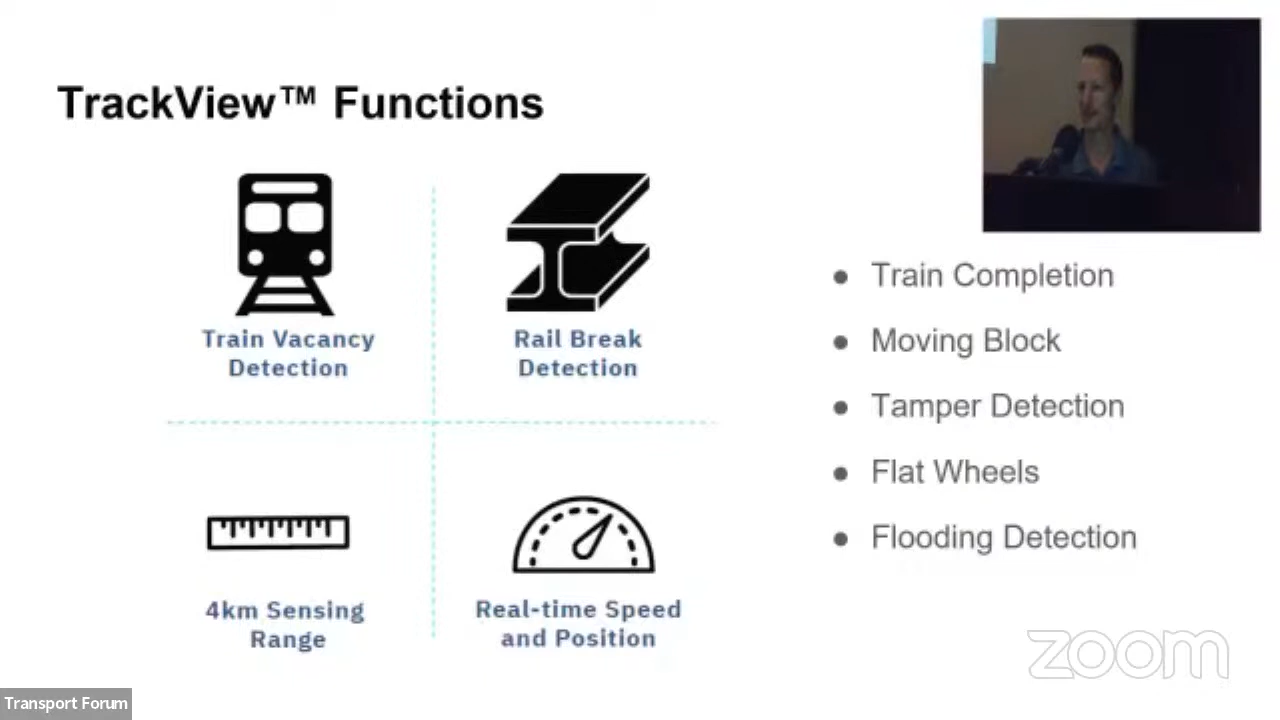 TrackView™ Functions
Train Vacancy
Detection
Rail Break
Detection
4km Sensing
Range
Real-time Speed
and Position
● Train Completion
● Moving Block
● Tamper Detection
● Flat Wheels
● Flooding Detection
zoom
Transport Forum